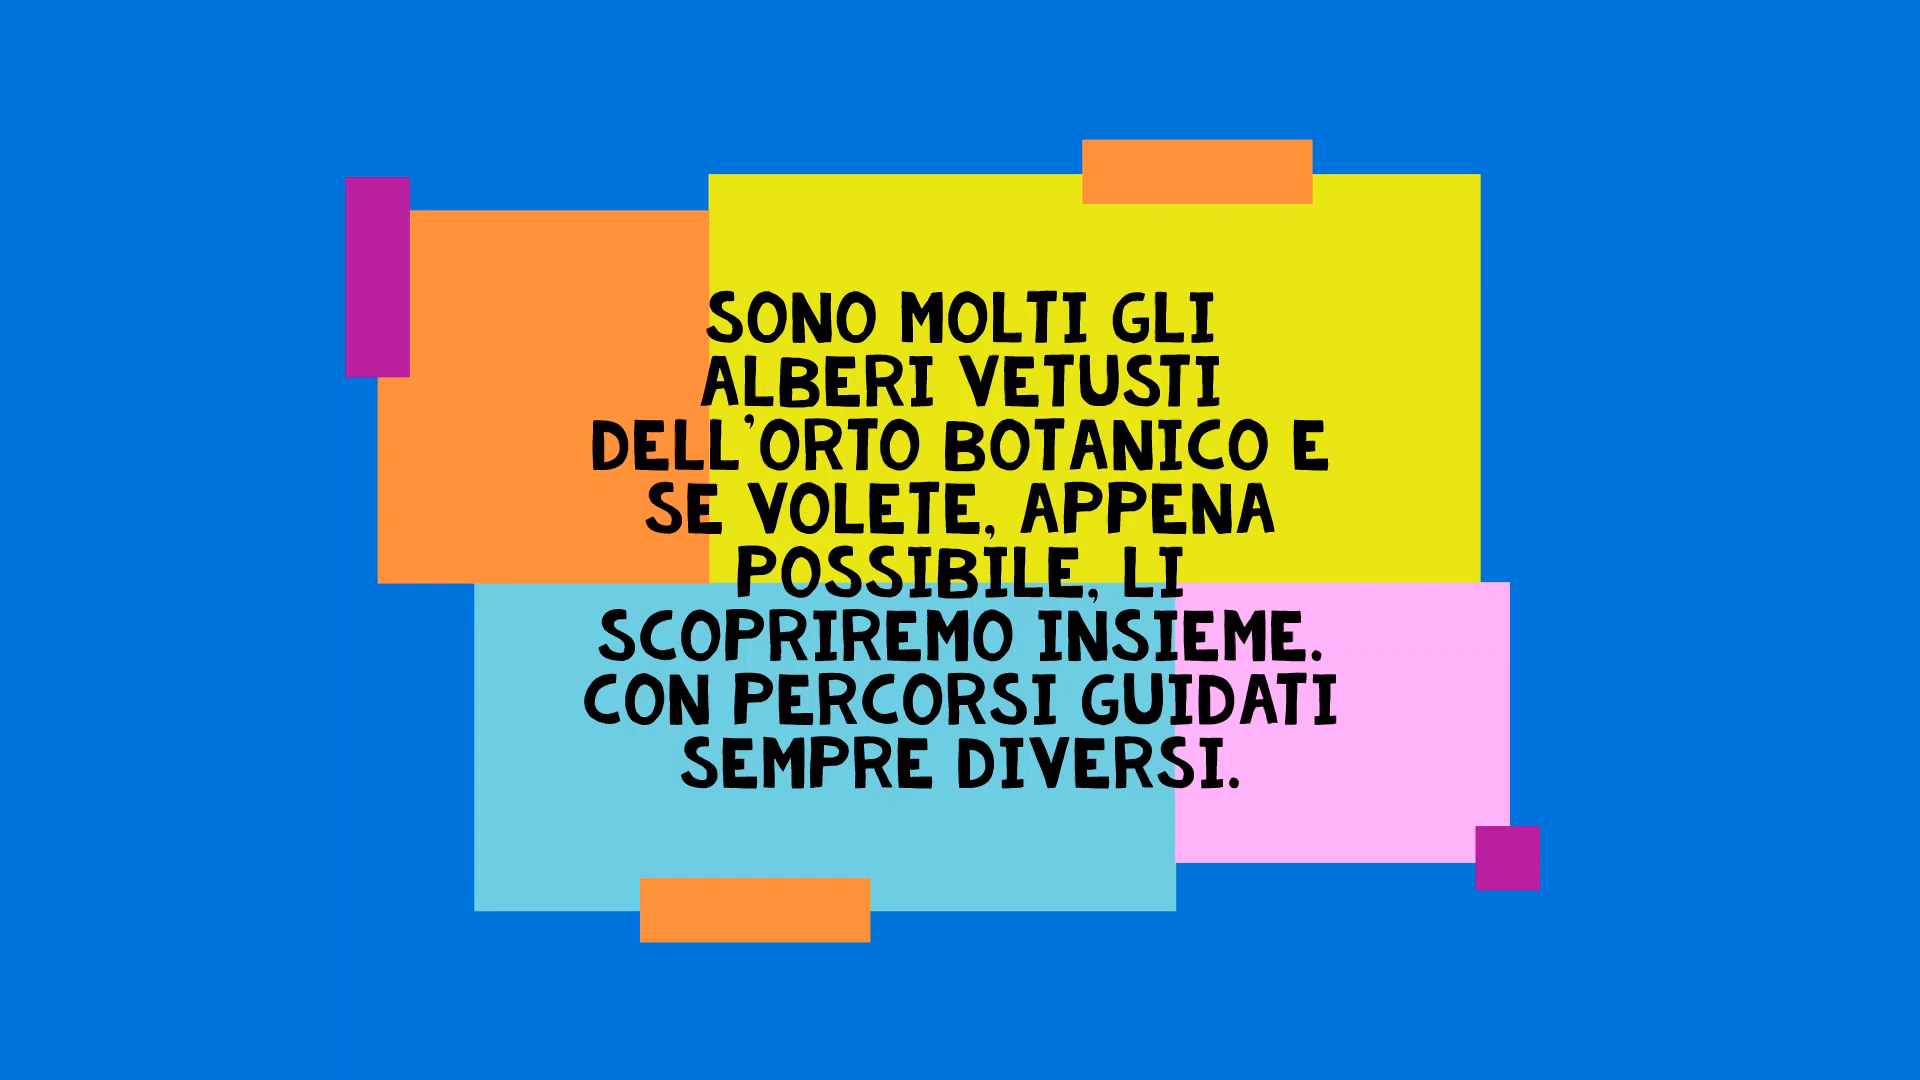 SONO MOLTI GLI
ALBERI VETUSTI
DELL'ORTO BOTANICO E
SE VOLETE, APPENA
POSSIBILE, LI
SCOPRIREMO INSIEME.
CON PERCORSI GUIDATI
SEMPRE DIVERSI.